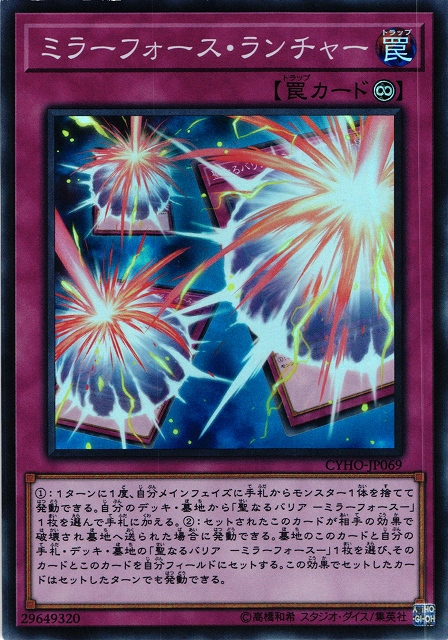 ミラーフォース・ランチャー
罠
トラップ
【罠カード】
トラップ
CYHO-JP069
①：1ターンに1度、自分メインフェイズに手札からモンスター1体を捨てて
発動できる。自分のデッキ・墓地から「聖なるバリア －ミラーフォース－」
1枚を選んで手札に加える。②：セットされたこのカードが相手の効果で
破壊され墓地へ送られた場合に発動できる。墓地のこのカードと自分の
手札・デッキ・墓地の「聖なるバリア －ミラーフォース－」1枚を選び、その
カードとこのカードを自分フィールドにセットする。この効果でセットしたカー
ドはセットしたターンでも発動できる。
29649320
©高橋和希 スタジオ・ダイス/集英社